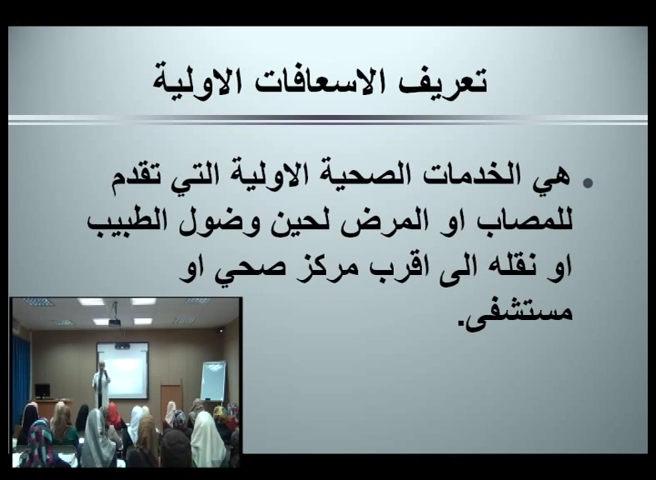 تعريف الاسعافات الاولية
هي الخدمات الصحية الاولية التي تقدم
للمصاب او المرض لحين وضول الطبيب
او نقله الى اقرب مركز صحي او
مستشفى.